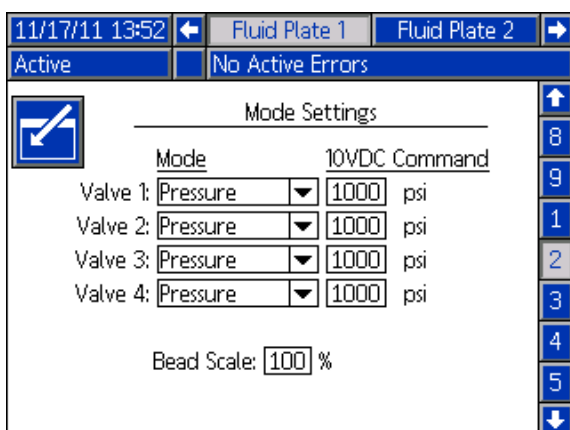 11/17/11 13:52 Fluid Plate 1 Fluid Plate 2
Active No Active Errors
Mode Settings
Mode 10VDC Command
Valve 1: Pressure 1000 psi
Valve 2: Pressure 1000 psi
Valve 3: Pressure 1000 psi
Valve 4: Pressure 1000 psi
Bead Scale: 100 %
8
9
1
2
3
4
5